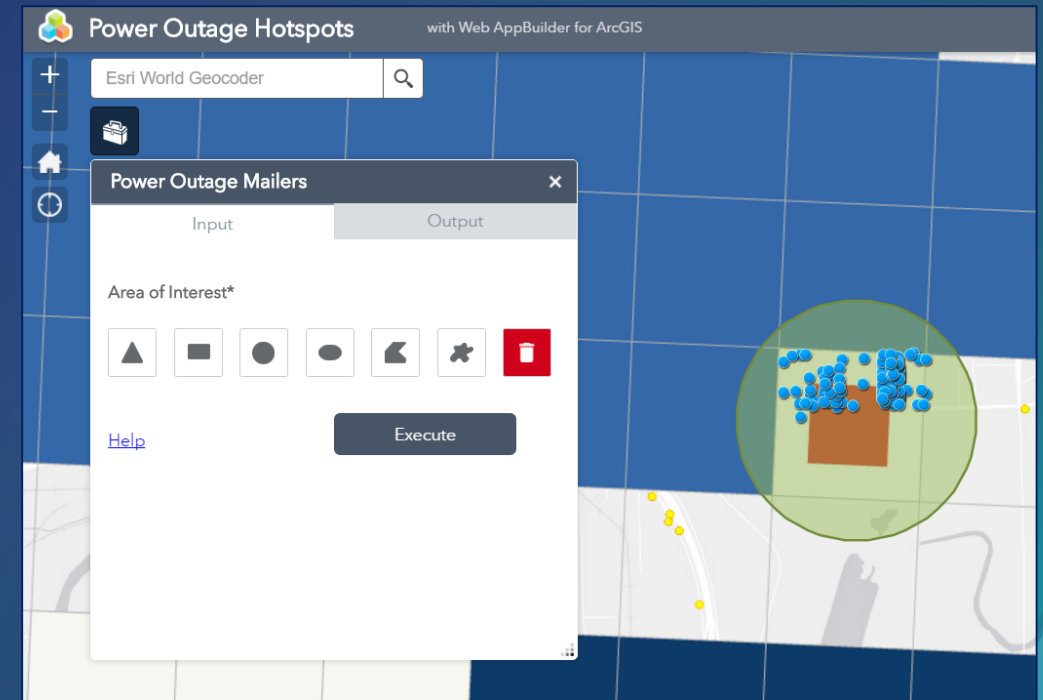 Power Outage Hotspots with Web AppBuilder for ArcGIS
Esri World Geocoder
Power Outage Mailers ×
Input Output
Area of Interest*
Help Execute